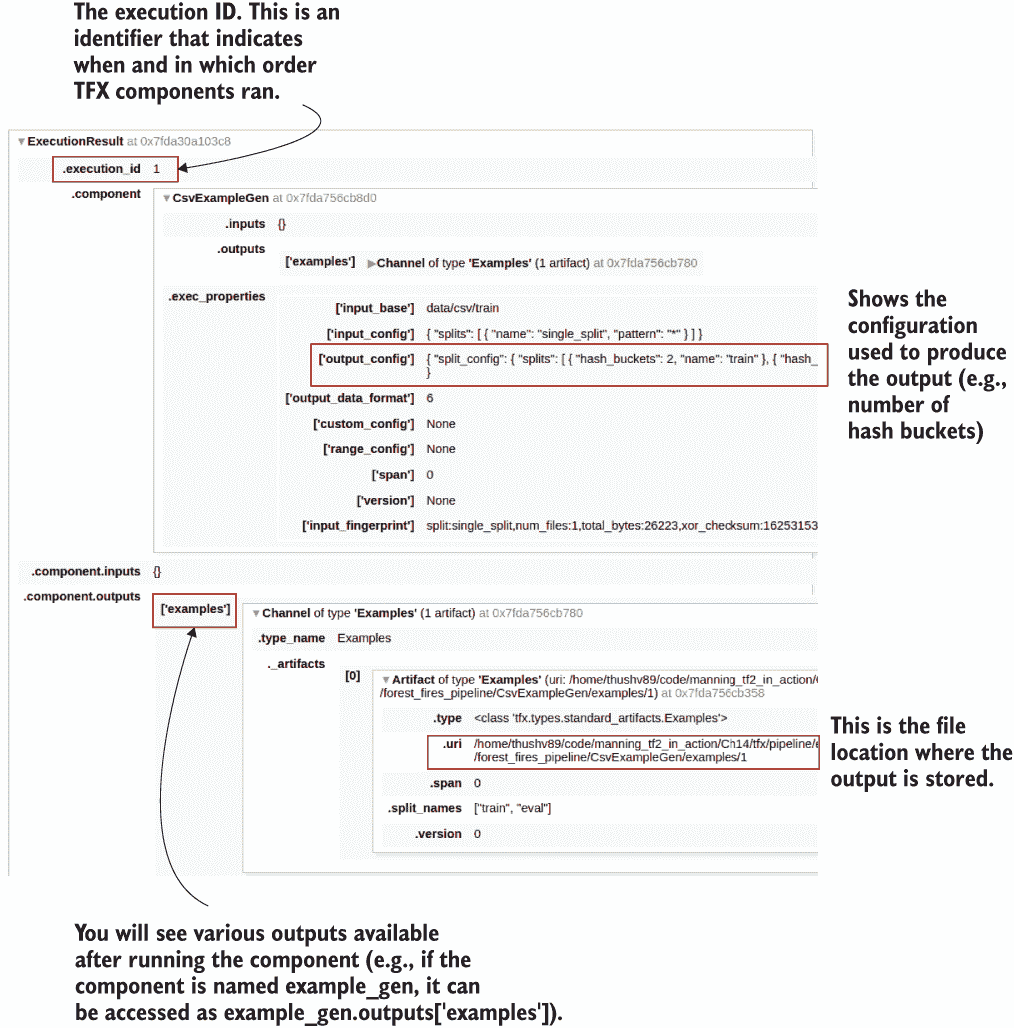 The execution ID. This is an
identifier that indicates
when and in which order
TFX components ran.
▼ExecutionResult at 0x7fda30a103c8
.execution_id 1
.component
▼CsvExampleGen at 0x7fda756cb8d0
.inputs {}
.outputs
['examples'] ▶Channel of type 'Examples' (1 artifact) at 0x7fda756cb780
.exec_properties
['input_base'] data/csv/train
['input_config'] { "splits": [ { "name": "single_split", "pattern": "*" } ] }
['output_config'] { "split_config": { "splits": [ { "hash_buckets": 2, "name": "train" }, { "hash_
}
['output_data_format'] 6
['custom_config'] None
['range_config'] None
['span'] 0
['version'] None
['input_fingerprint'] split:single_split,num_files:1,total_bytes:26223,xor_checksum:16253153
Shows the
configuration
used to produce
the output (e.g.,
number of
hash buckets)
.component.inputs {}
.component.outputs
['examples']
▼Channel of type 'Examples' (1 artifact) at 0x7fda756cb780
.type_name Examples
._artifacts
[0]
▼Artifact of type 'Examples' (uri: /home/thushv89/code/manning_tf2_in_action/
/forest_fires_pipeline/CsvExampleGen/examples/1) at 0x7fda756cb358
.type <class 'tfx.types.standard_artifacts.Examples'>
.uri /home/thushv89/code/manning_tf2_in_action/Ch14/tfx/pipeline/
/forest_fires_pipeline/CsvExampleGen/examples/1
.span 0
.split_names ["train", "eval"]
.version 0
This is the file
location where the
output is stored.
You will see various outputs available
after running the component (e.g., if the
component is named example_gen, it can
be accessed as example_gen.outputs['examples']).